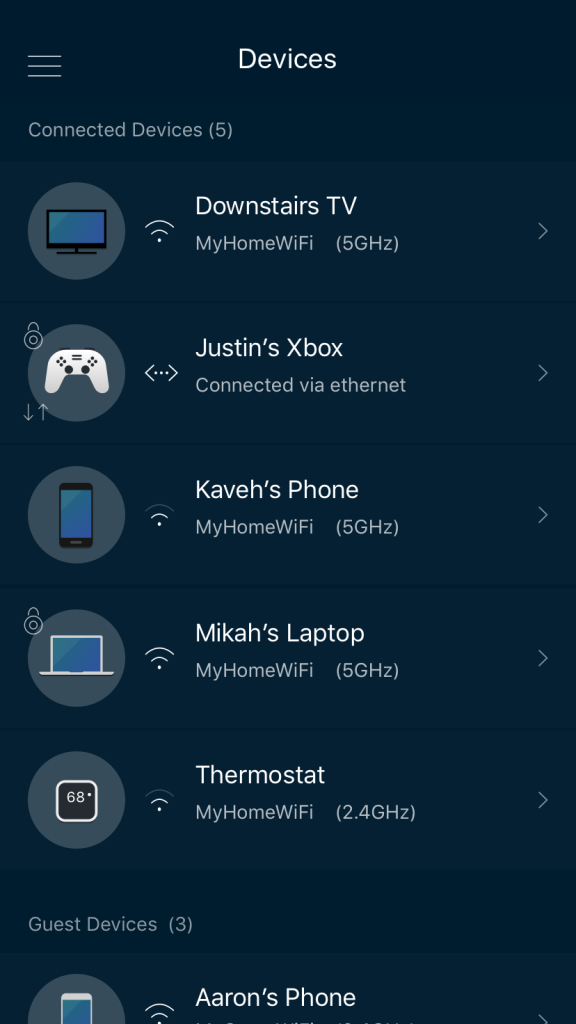 Devices
Connected Devices (5)
Downstairs TV
MyHomeWiFi (5GHz)
Justin’s Xbox
Connected via ethernet
Kaveh’s Phone
MyHomeWiFi (5GHz)
Mikah’s Laptop
MyHomeWiFi (5GHz)
68°
Thermostat
MyHomeWiFi (2.4GHz)
Guest Devices (3)
Aaron’s Phone